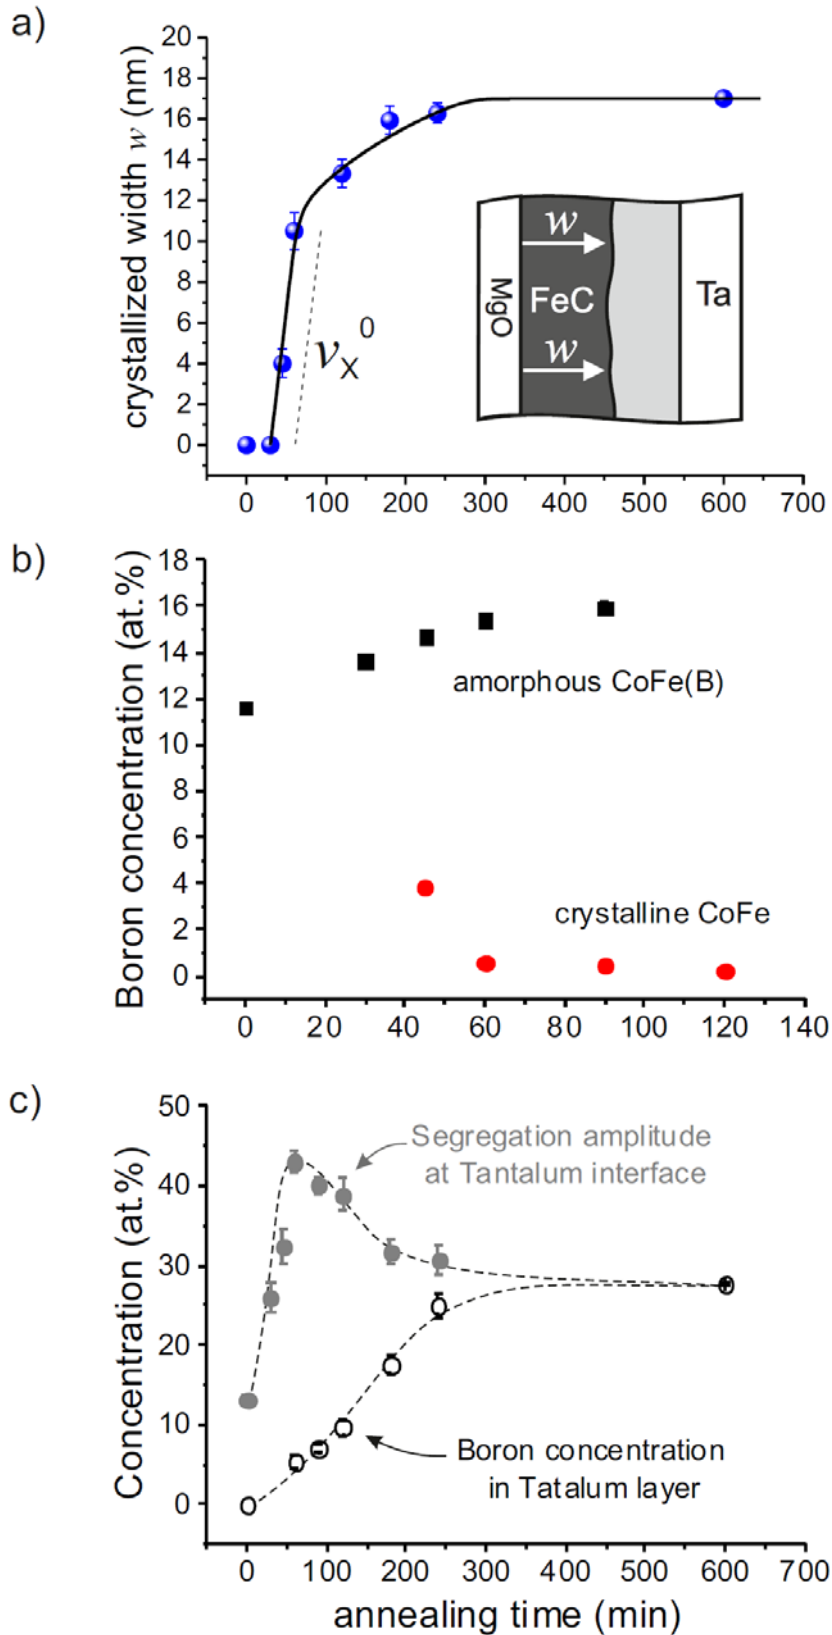 a)
20
18
16
14
12
10
8
6
4
2
0
crystallized width w (nm)
0 100 200 300 400 500 600 700
νX0
w
MgO
FeC
Ta
w
b)
18
16
14
12
10
8
6
4
2
0
Boron concentration (at.%)
amorphous CoFe(B)
crystalline CoFe
0 20 40 60 80 100 120 140
c)
50
40
30
20
10
0
Concentration (at.%)
Segregation amplitude
at Tantalum interface
Boron concentration
in Tatalum layer
0 100 200 300 400 500 600 700
annealing time (min)